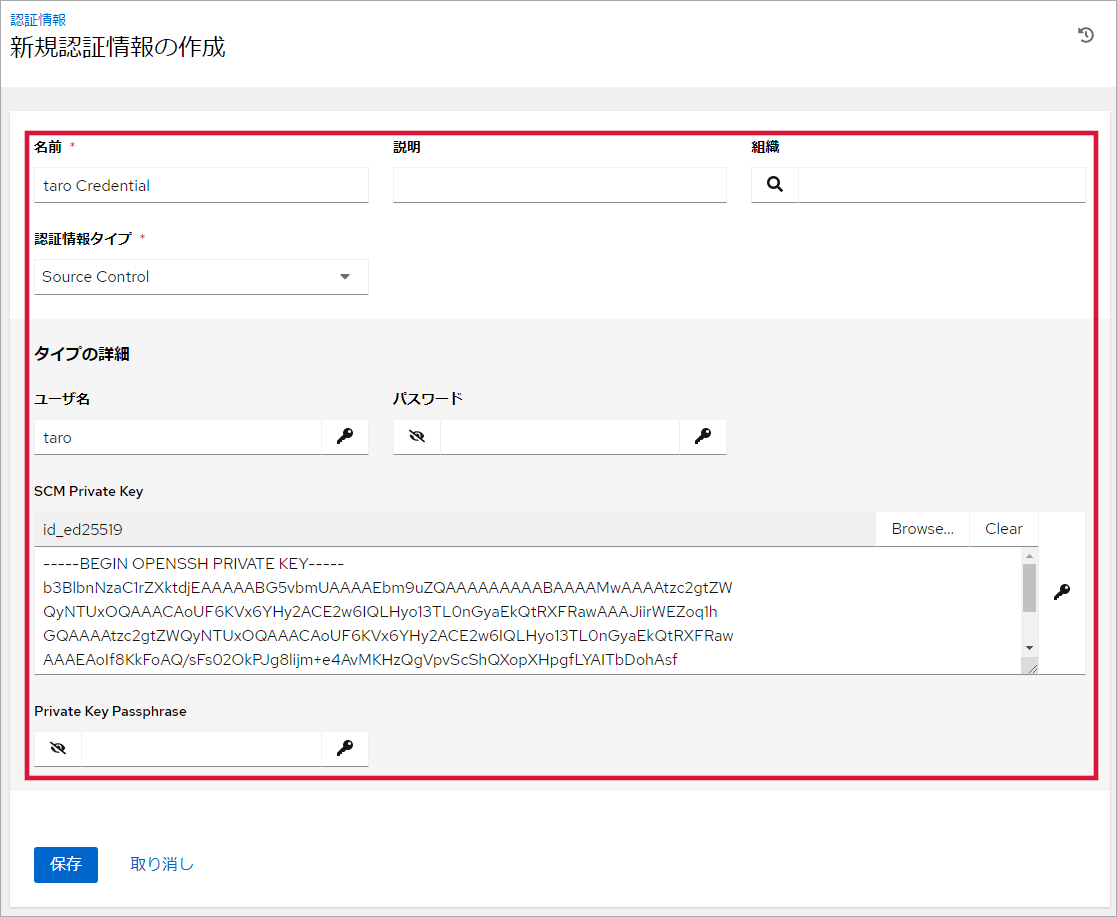 認証情報
新規認証情報の作成
名前 *
説明
組織
taro Credential
認証情報タイプ *
Source Control
タイプの詳細
ユーザ名
パスワード
taro
SCM Private Key
id_ed25519
Browse...
Clear
-----BEGIN OPENSSH PRIVATE KEY-----
b3BlbnNzaC1rZXktdjEAAAAABG5vbmUAAAAEbm9uZQAAAAAAAAABAAAAMwAAAAtzc2gtZW
QyNTUxOQAAACAoUF6KVx6YHy2ACE2w6IQLHyo13TL0nGyaEkQtRXFRawAAAJiirWEZoq1h
GQAAAAtzc2gtZWQyNTUxOQAAACAoUF6KVx6YHy2ACE2w6IQLHyo13TL0nGyaEkQtRXFRaw
AAAEAoIf8KkFoAQ/sFs02OkPJg8lijm+e4AvMKHzQgVpvScShQXopXHpgfLYAITbDohAsf
Private Key Passphrase
保存
取り消し